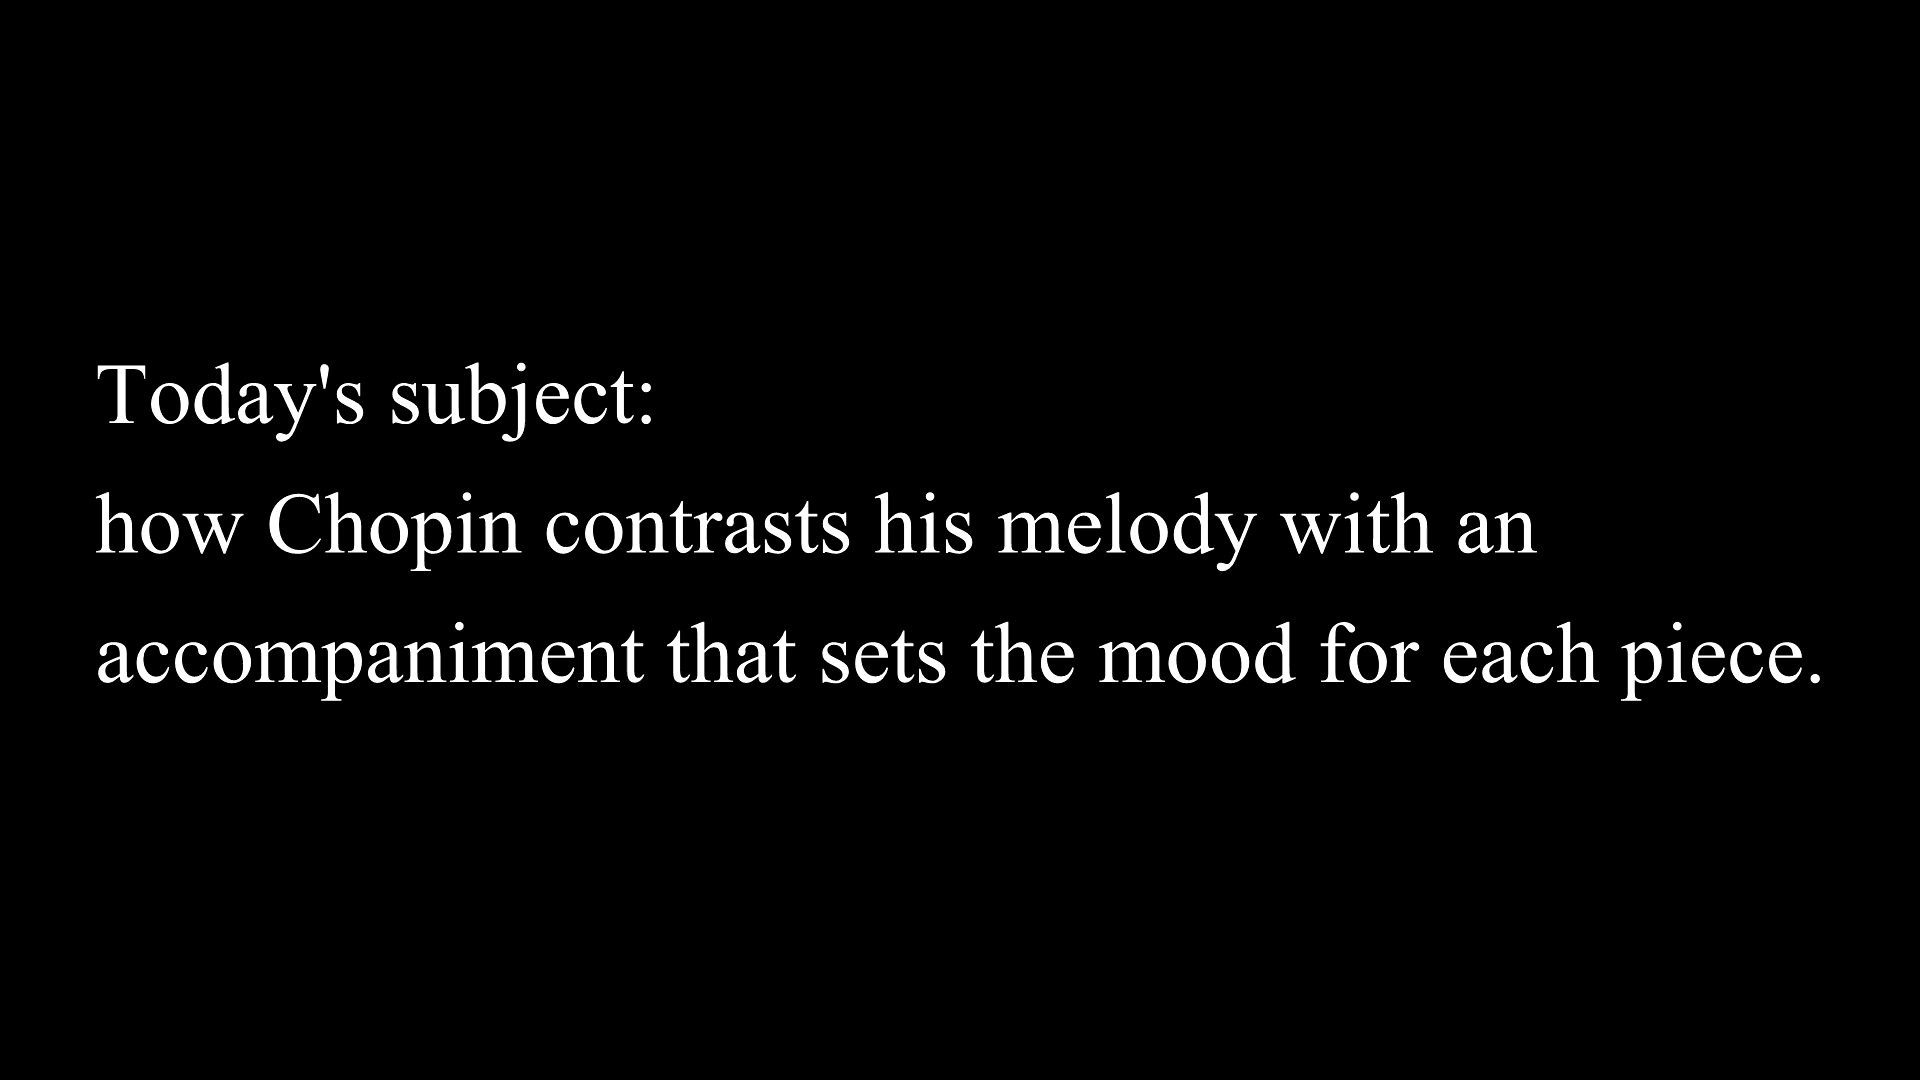 Today's subject:
how Chopin contrasts his melody with an
accompaniment that sets the mood for each piece.